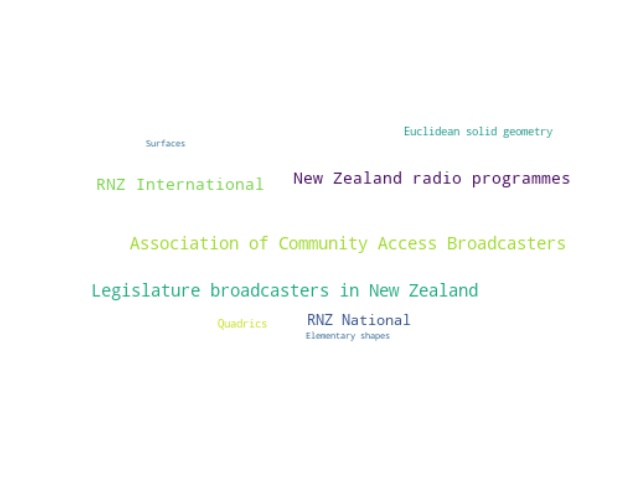 Euclidean solid geometry
Surfaces
RNZ International
New Zealand radio programmes
Association of Community Access Broadcasters
Legislature broadcasters in New Zealand
Quadrics
RNZ National
Elementary shapes